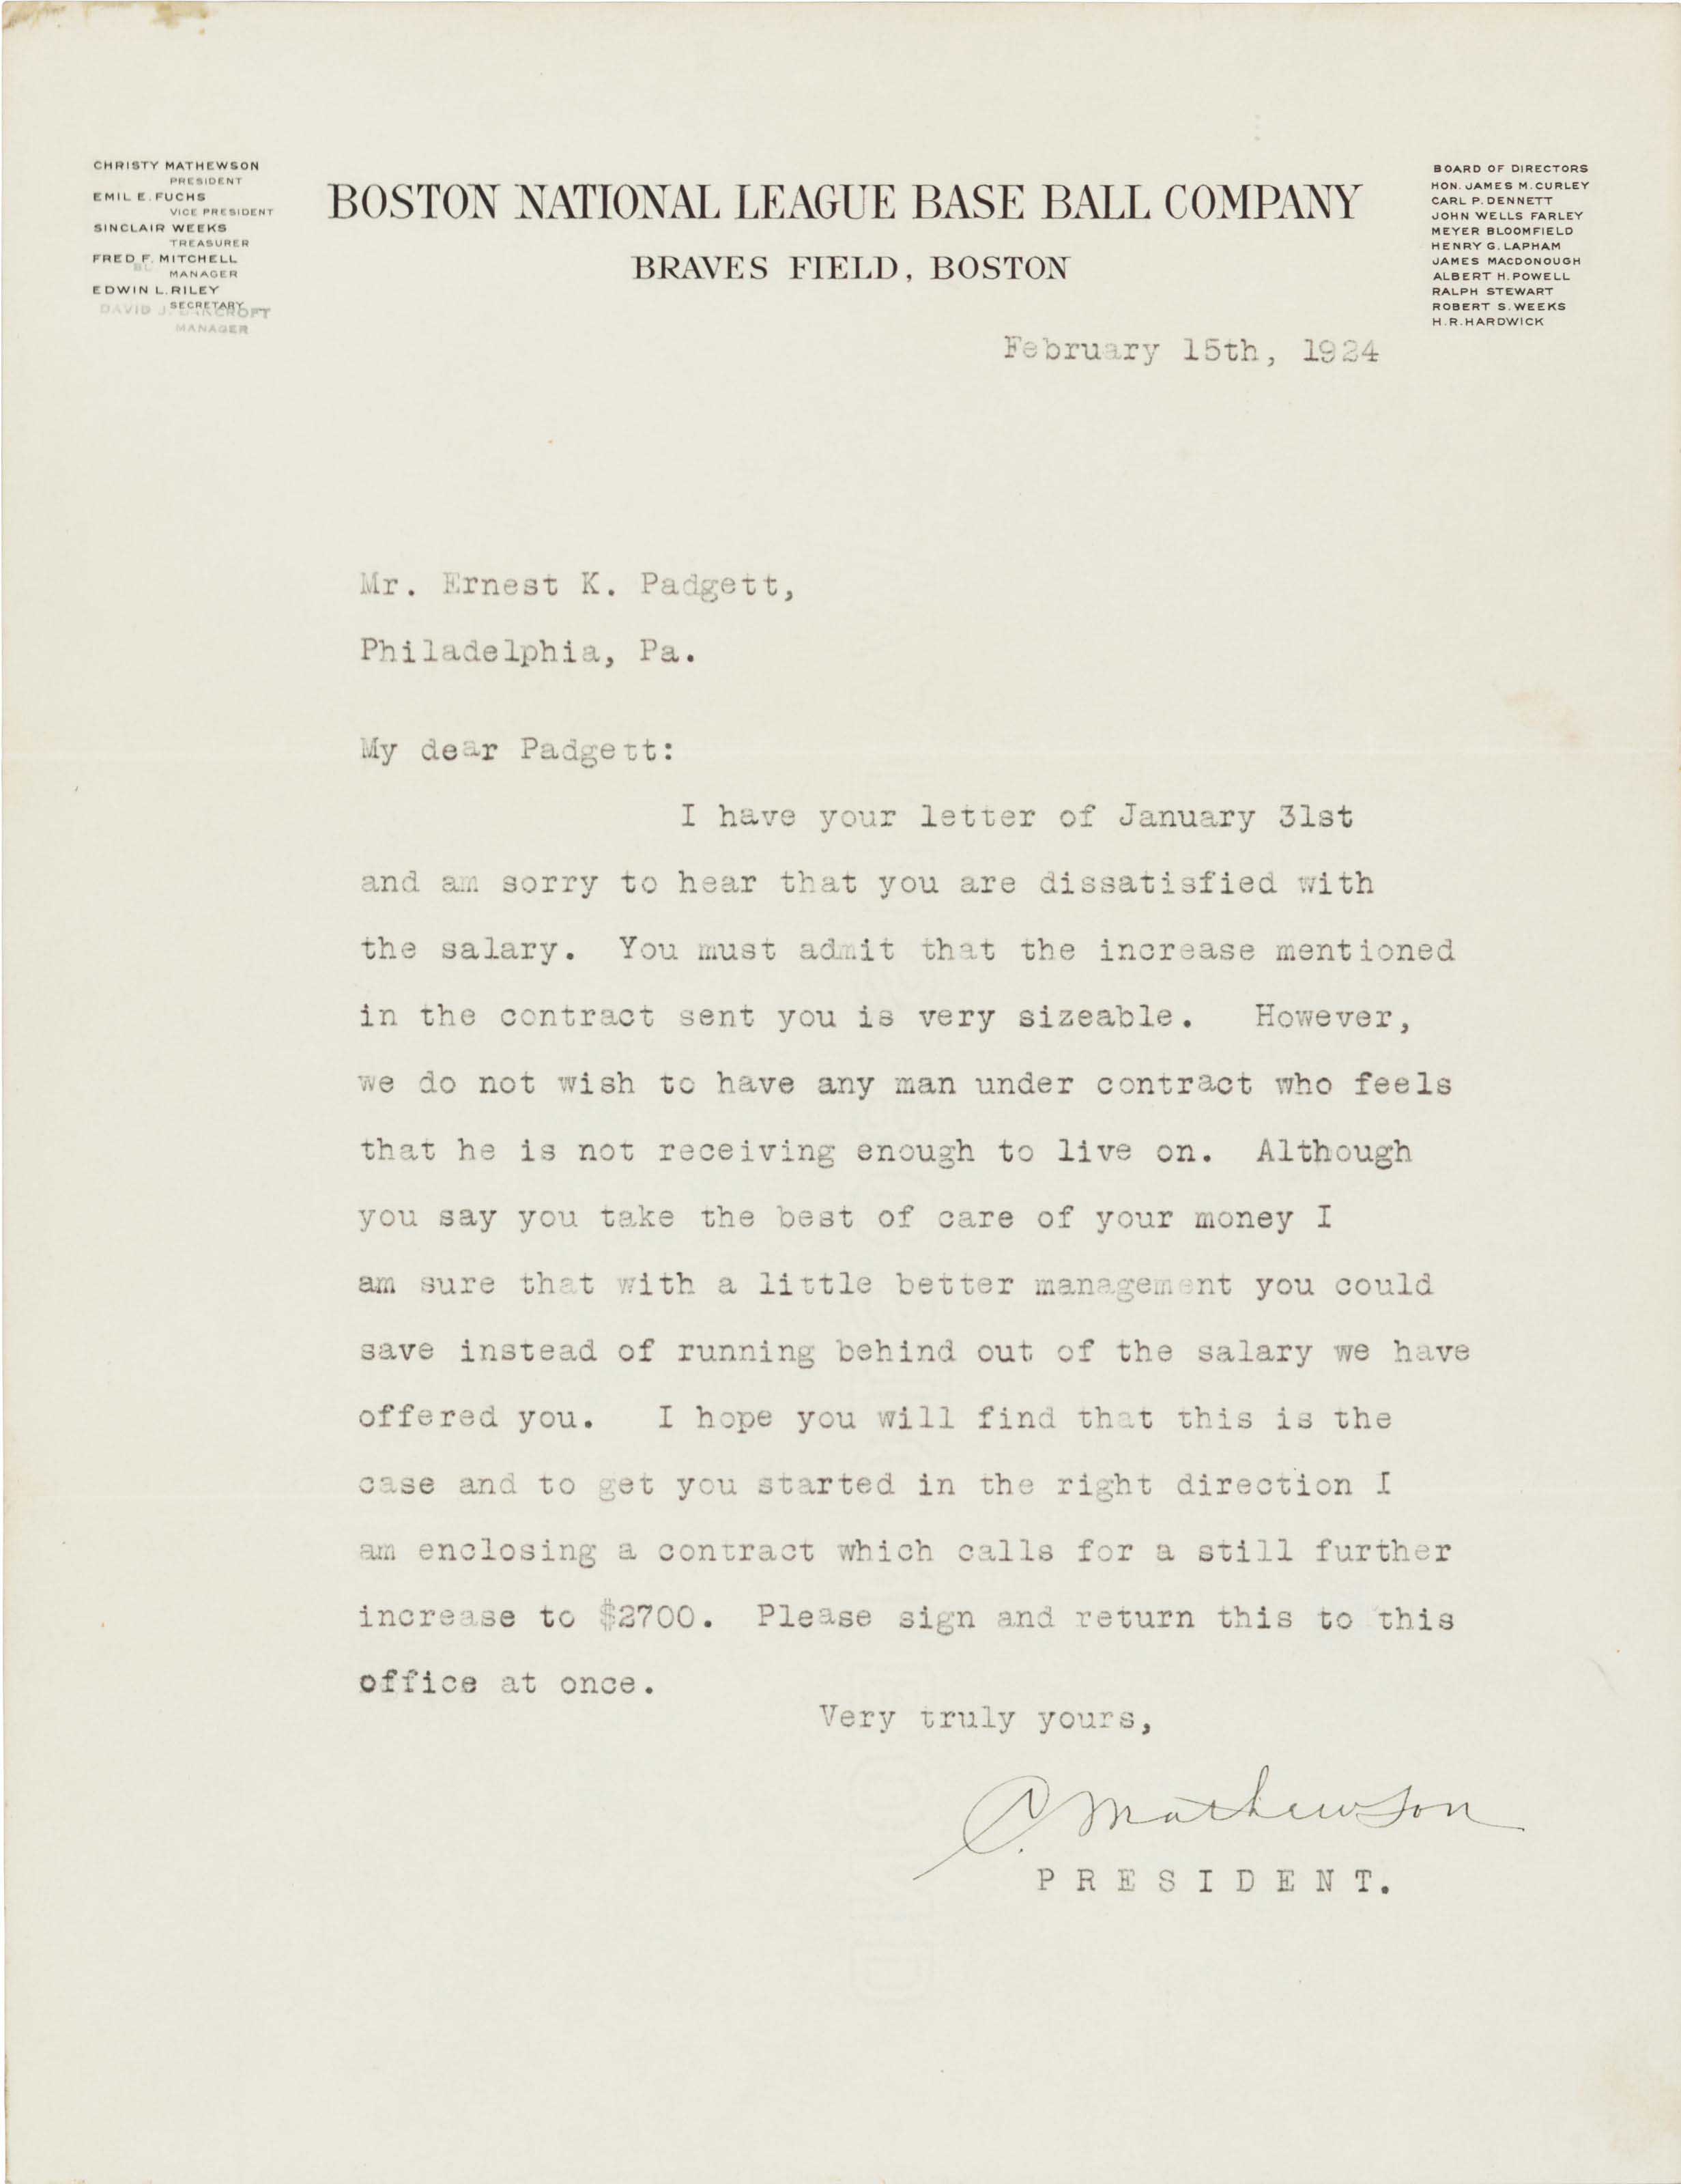 CHRISTY MATHEWSON
PRESIDENT
EMIL E. FUCHS
VICE PRESIDENT
SINCLAIR WEEKS
TREASURER
FRED F. MITCHELL
MANAGER
EDWIN L. RILEY
SECRETARY
DAVID J. BANCROFT
MANAGER
BOSTON NATIONAL LEAGUE BASE BALL COMPANY
BRAVES FIELD, BOSTON
BOARD OF DIRECTORS
HON. JAMES M. CURLEY
CARL P. DENNETT
JOHN WELLS FARLEY
MEYER BLOOMFIELD
HENRY G. LAPHAM
JAMES MACDONOUGH
ALBERT H. POWELL
RALPH STEWART
ROBERT S. WEEKS
H. R. HARDWICK
February 15th, 1924
Mr. Ernest K. Padgett,
Philadelphia, Pa.
My dear Padgett:
I have your letter of January 31st
and am sorry to hear that you are dissatisfied with
the salary. You must admit that the increase mentioned
in the contract sent you is very sizeable. However,
we do not wish to have any man under contract who feels
that he is not receiving enough to live on. Although
you say you take the best of care of your money I
am sure that with a little better management you could
save instead of running behind out of the salary we have
offered you. I hope you will find that this is the
case and to get you started in the right direction I
am enclosing a contract which calls for a still further
increase to $2700. Please sign and return this to this
office at once.
Very truly yours,
C. Mathewson
PRESIDENT.